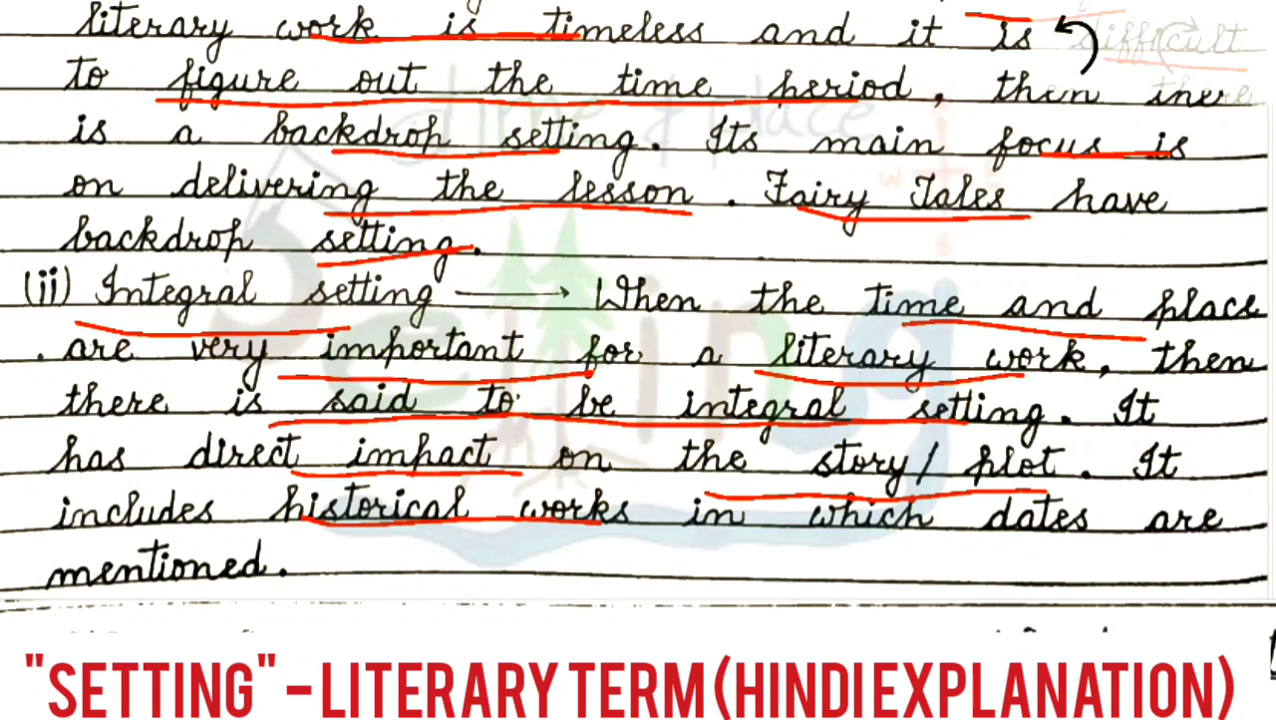 literary work is timeless and it is difficult
to figure out the time period, then there
is a backdrop setting. Its main focus is
on delivering the lesson. Fairy Tales have
backdrop setting.
(ii) Integral setting → When the time and place
are very important for a literary work, then
there is said to be integral setting. It
has direct impact on the story/plot. It
includes historical works in which dates are
mentioned.
"SETTING" - LITERARY TERM (HINDI EXPLANATION)